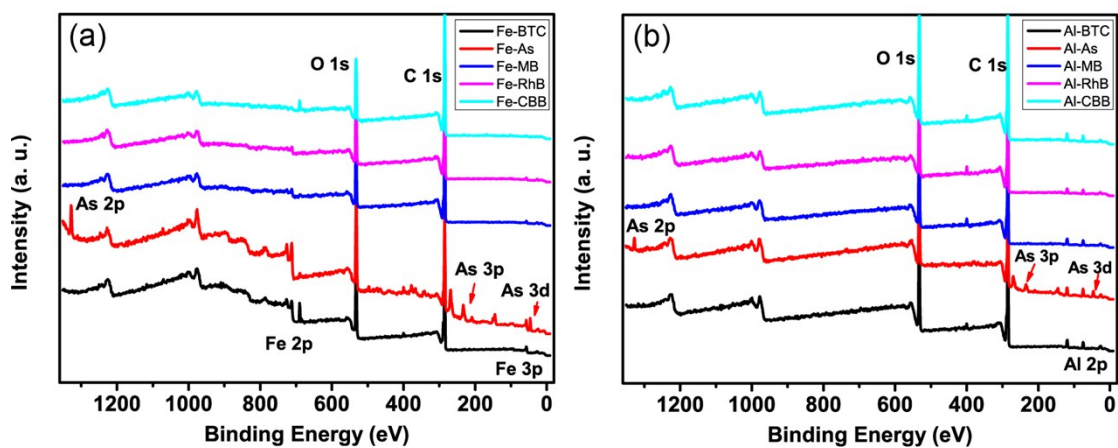 (a)
Fe-BTC
Fe-As
Fe-MB
Fe-RhB
Fe-CBB
O 1s
C 1s
As 2p
As 3p
As 3d
Fe 2p
Fe 3p
Intensity (a. u.)
1200 1000 800 600 400 200 0
Binding Energy (eV)
(b)
Al-BTC
Al-As
Al-MB
Al-RhB
Al-CBB
O 1s
C 1s
As 2p
As 3p
As 3d
Al 2p
Intensity (a. u.)
1200 1000 800 600 400 200 0
Binding Energy (eV)